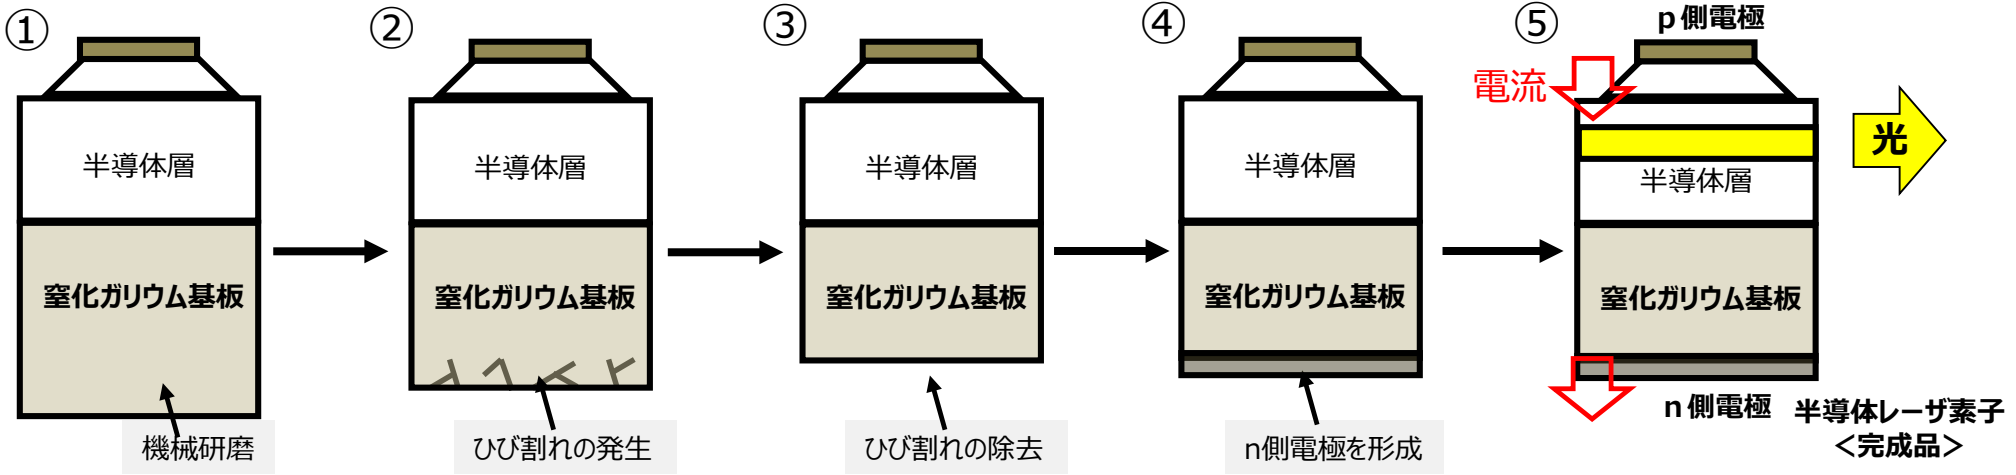 ①
半導体層
窒化ガリウム基板
機械研磨
②
半導体層
窒化ガリウム基板
ひび割れの発生
③
半導体層
窒化ガリウム基板
ひび割れの除去
④
半導体層
窒化ガリウム基板
n側電極を形成
⑤
p側電極
電流
光
半導体層
窒化ガリウム基板
n側電極
半導体レーザ素子
<完成品>